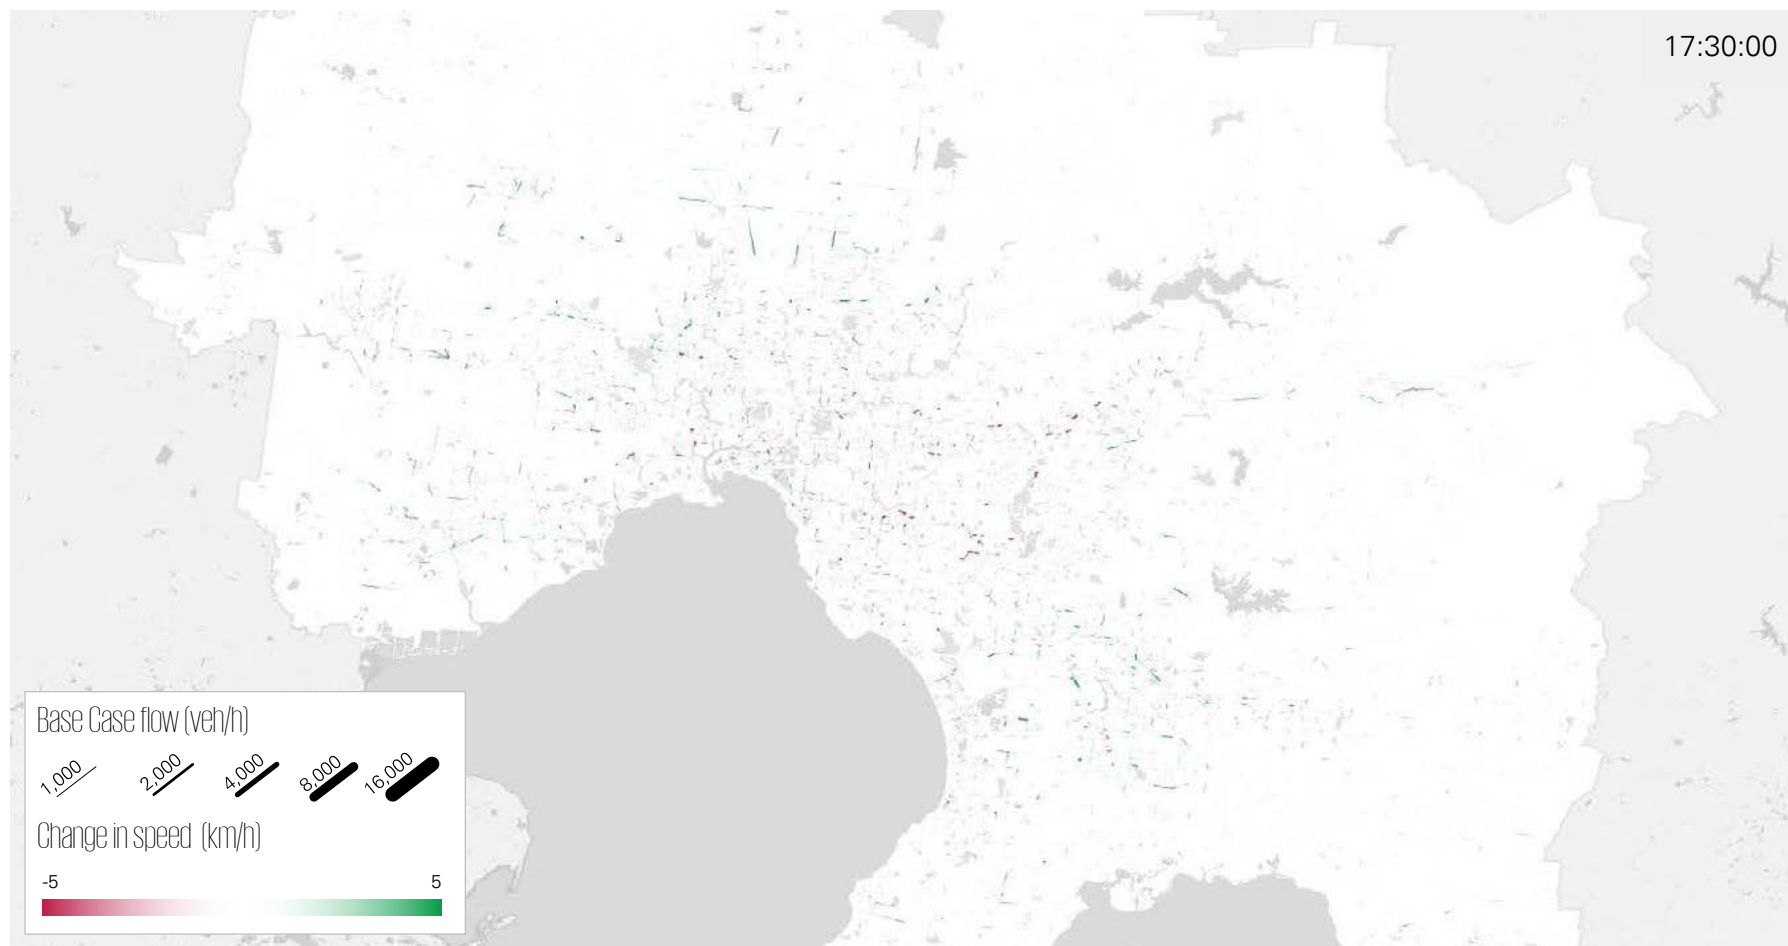 17:30:00
Base Case flow (veh/h)
1,000 2,000 4,000 8,000 16,000
Change in speed (km/h)
-5 5